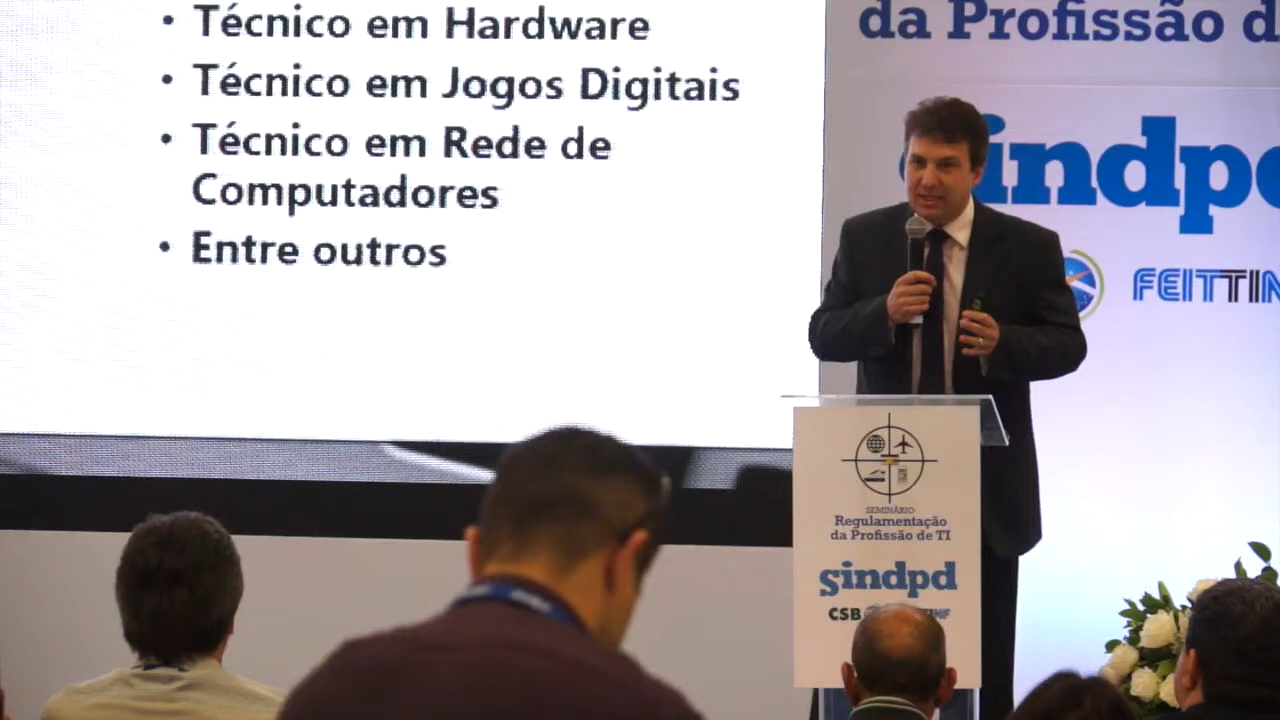 • Técnico em Hardware
• Técnico em Jogos Digitais
• Técnico em Rede de
Computadores
• Entre outros
da Profissão d
sindpd
FEITTIN
SEMINÁRIO
Regulamentação
da Profissão de TI
sindpd
CSB